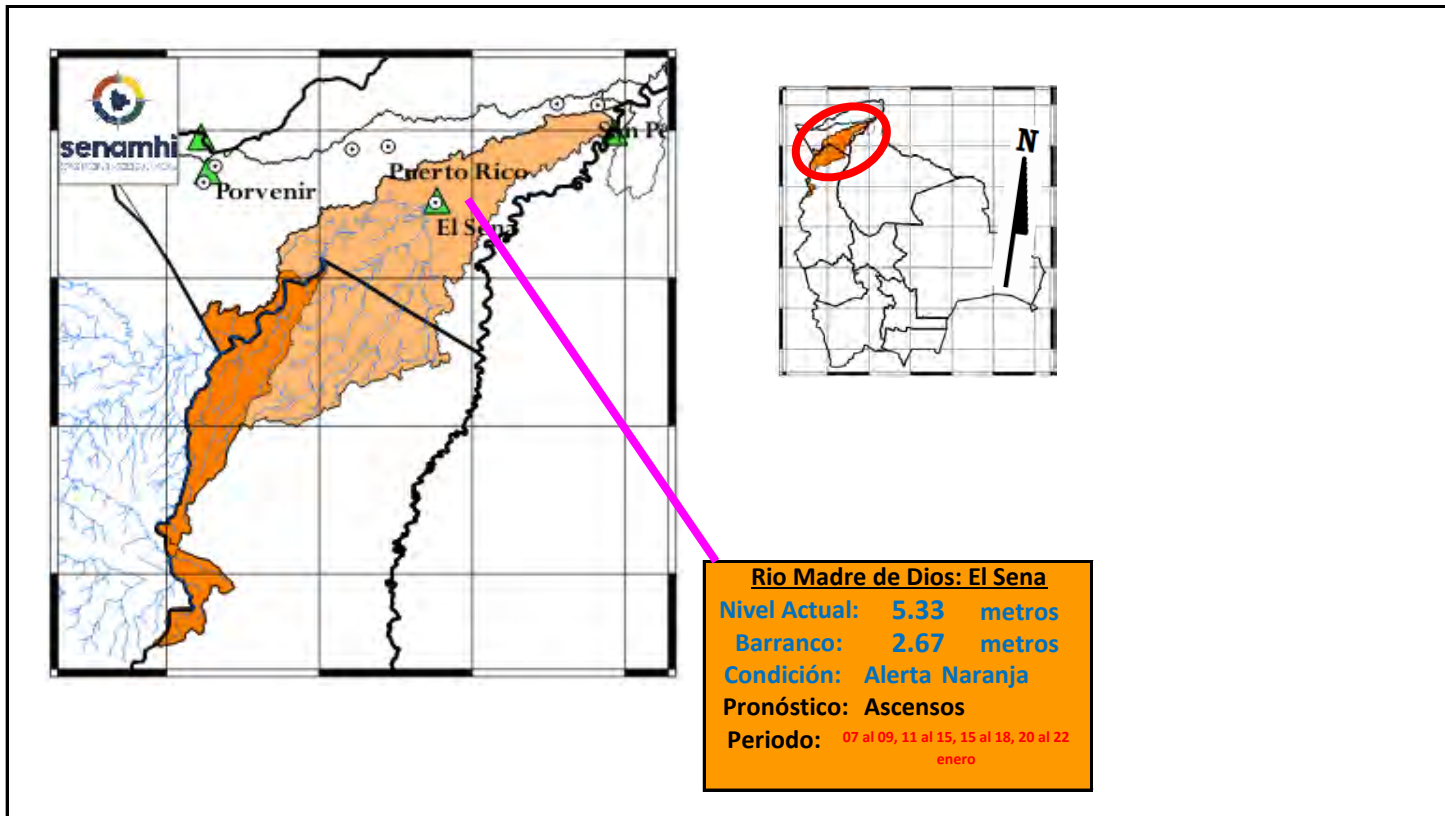 senamhi
San Pe
Puerto Rico
Porvenir
El Sena
N
Rio Madre de Dios: El Sena
Nivel Actual: 5.33 metros
Barranco: 2.67 metros
Condición: Alerta Naranja
Pronóstico: Ascensos
Periodo: 07 al 09, 11 al 15, 15 al 18, 20 al 22
enero